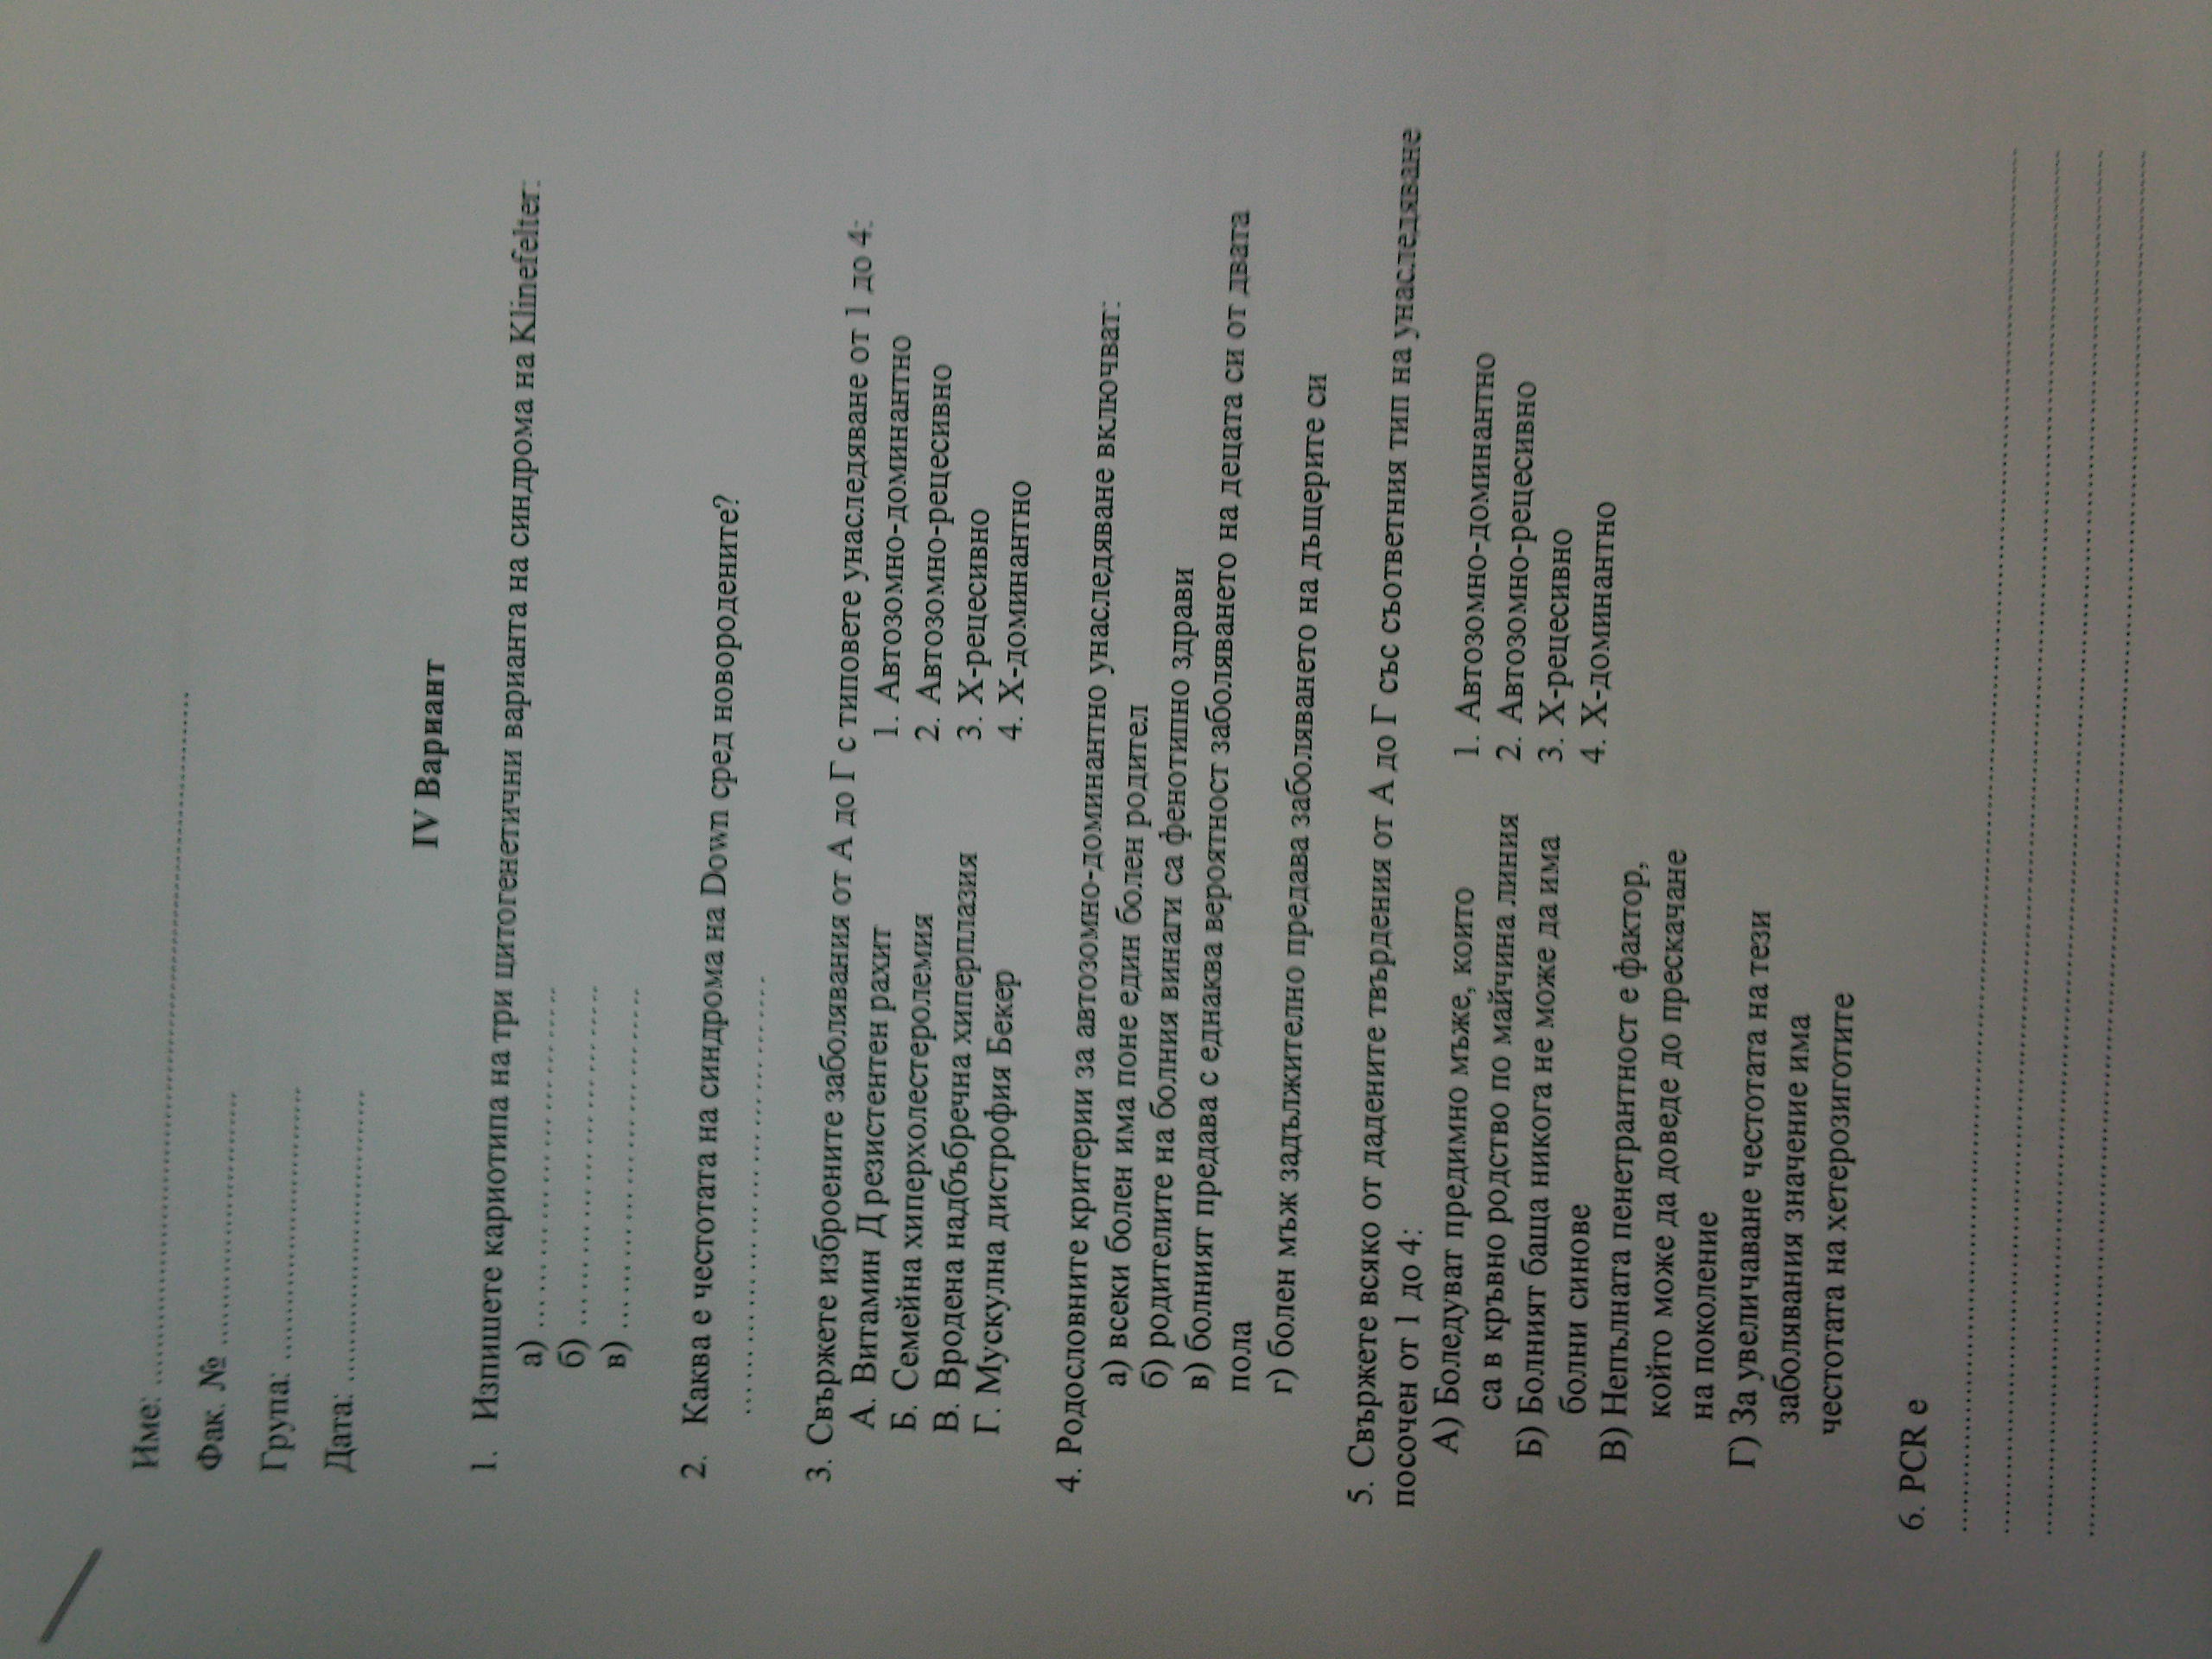 Име: ........................................................................
Фак. № ..........................
Група: ............................
Дата: ..............................
IV Вариант
1. Изпишете кариотипа на три цитогенетични варианта на синдрома на Klinefelter:
а) ....................................
б) ....................................
в) ....................................
2. Каква е честотата на синдрома на Down сред новородените?
..............................................
3. Свържете изброените заболявания от А до Г с типовете унаследяване от 1 до 4:
А. Витамин Д резистентен рахит 1. Автозомно-доминантно
Б. Семейна хиперхолестеролемия 2. Автозомно-рецесивно
В. Вродена надбъбречна хиперплазия 3. Х-рецесивно
Г. Мускулна дистрофия Бекер 4. Х-доминантно
4. Родословните критерии за автозомно-доминантно унаследяване включват:
а) всеки болен има поне един болен родител
б) родителите на болния винаги са фенотипно здрави
в) болният предава с еднаква вероятност заболяването на децата си от двата
пола
г) болен мъж задължително предава заболяването на дъщерите си
5. Свържете всяко от дадените твърдения от А до Г със съответния тип на унаследяване
посочен от 1 до 4:
А) Боледуват предимно мъже, които 1. Автозомно-доминантно
са в кръвно родство по майчина линия 2. Автозомно-рецесивно
Б) Болният баща никога не може да има 3. Х-рецесивно
болни синове 4. Х-доминантно
В) Непълната пенетрантност е фактор,
който може да доведе до прескачане
на поколение
Г) За увеличаване честотата на тези
заболявания значение има
честотата на хетерозиготите
6. PCR е
........................................................................
........................................................................
........................................................................
........................................................................